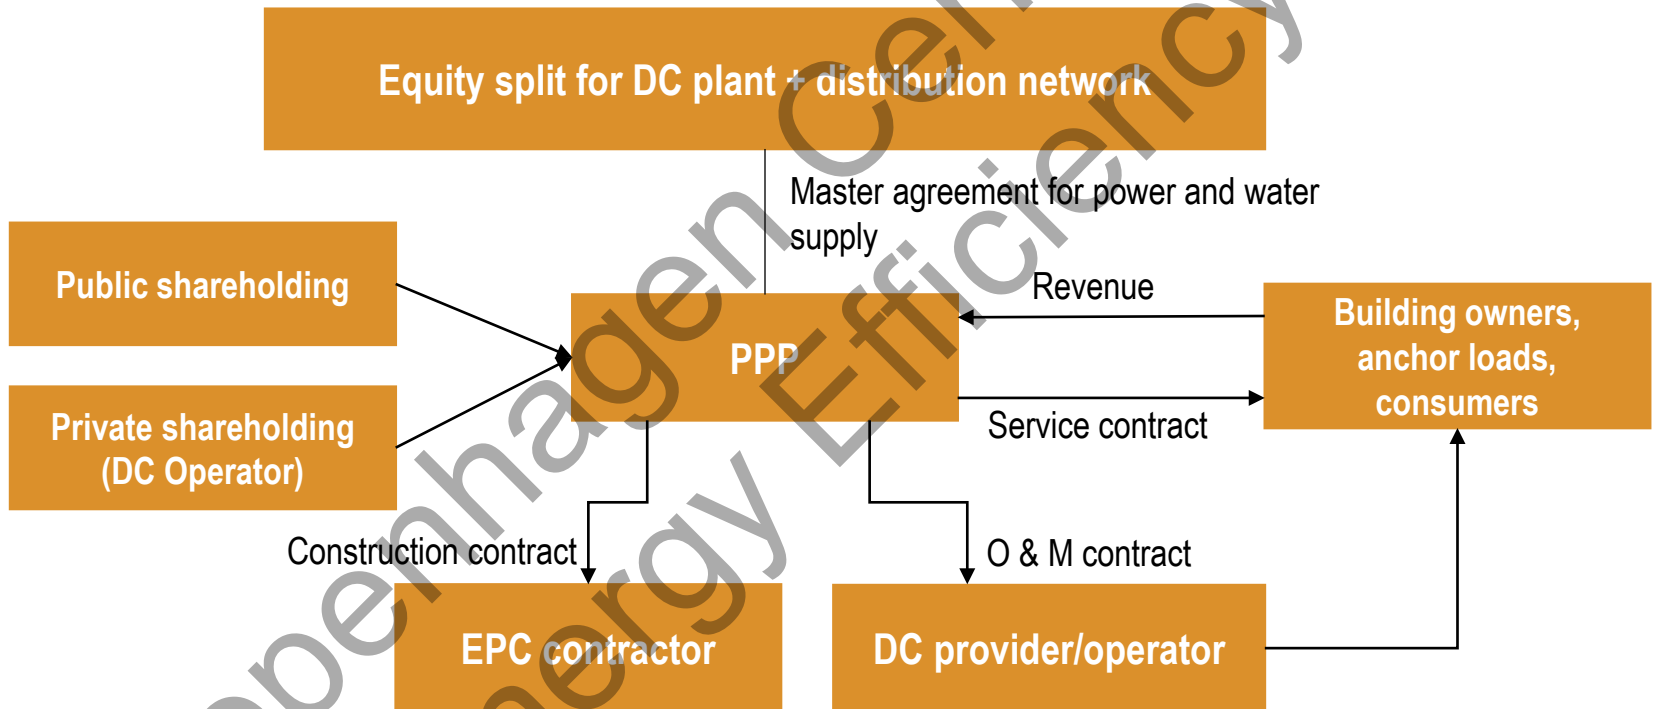 Equity split for DC plant + distribution network
Master agreement for power and water
supply
Public shareholding
Revenue
Building owners,
anchor loads,
consumers
PPP
Private shareholding
(DC Operator)
Service contract
Construction contract
O & M contract
EPC contractor
DC provider/operator
Energy Efficiency